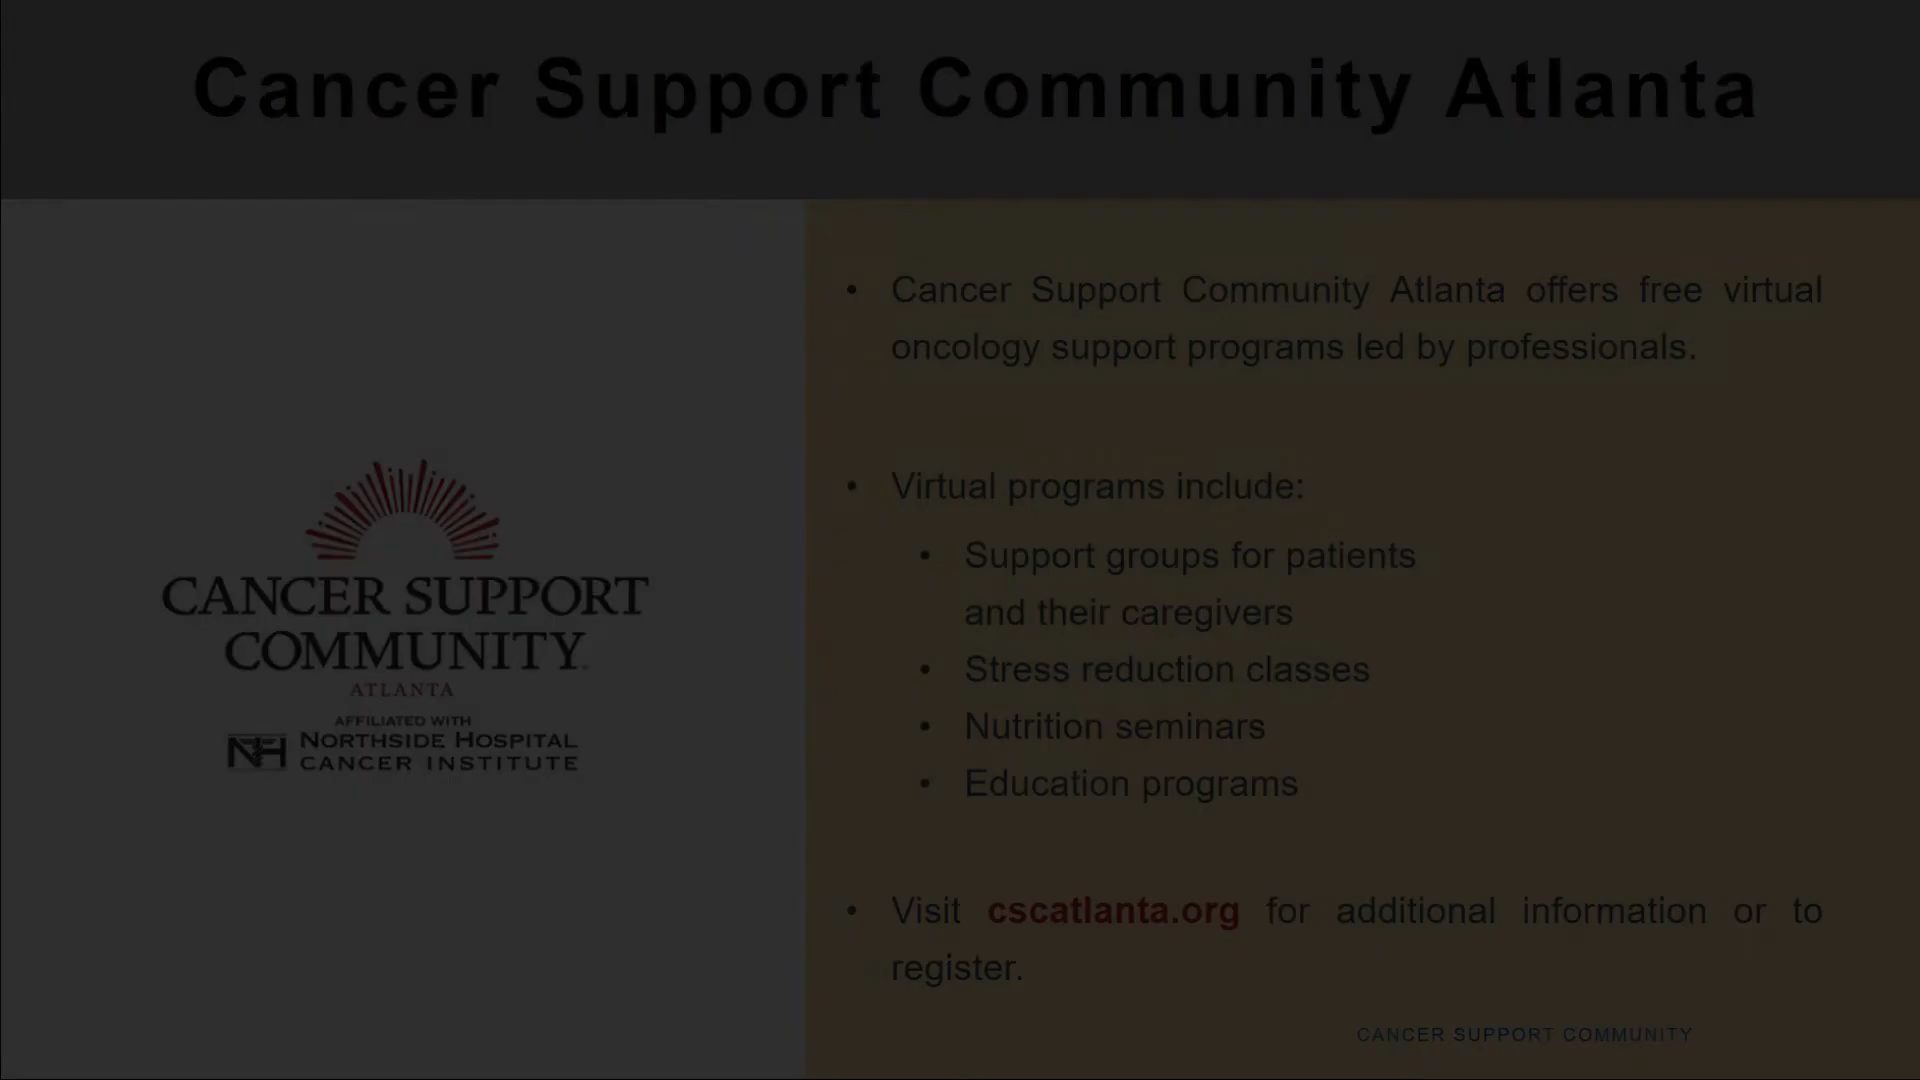 Cancer Support Community Atlanta
• Cancer Support Community Atlanta offers free virtual
oncology support programs led by professionals.
• Virtual programs include:
• Support groups for patients
and their caregivers
• Stress reduction classes
• Nutrition seminars
• Education programs
• Visit cscatlanta.org for additional information or to
register.
CANCER SUPPORT
COMMUNITY
ATLANTA
AFFILIATED WITH
NH NORTHSIDE HOSPITAL
CANCER INSTITUTE
CANCER SUPPORT COMMUNITY